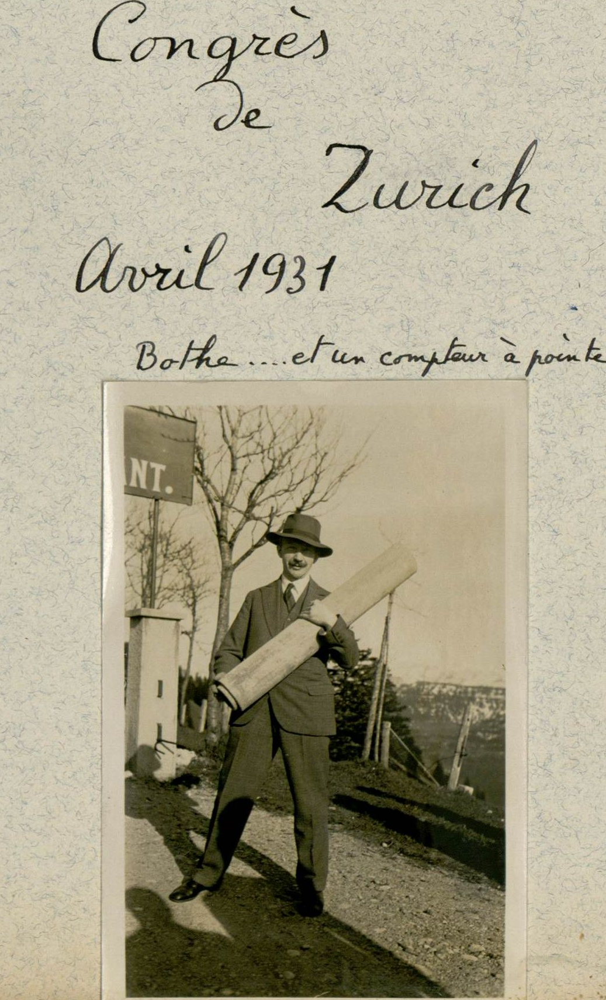 Congrès
de
Zurich
Avril 1931
Bothe....et un compteur à pointe
NT.